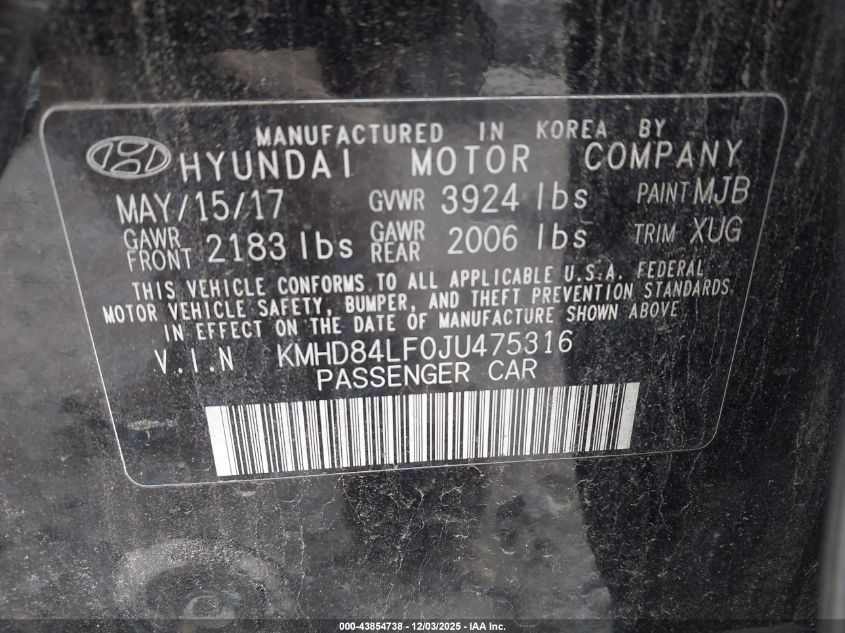 MANUFACTURED IN KOREA BY
HYUNDAI MOTOR COMPANY
MAY/15/17 GVWR 3924 lbs PAINT MJB
GAWR FRONT 2183 lbs GAWR REAR 2006 lbs TRIM XUG
THIS VEHICLE CONFORMS TO ALL APPLICABLE U.S.A. FEDERAL
MOTOR VEHICLE SAFETY, BUMPER, AND THEFT PREVENTION STANDARDS
IN EFFECT ON THE DATE OF MANUFACTURE SHOWN ABOVE
V.I.N KMHD84LF0JU475316
PASSENGER CAR
000-43854738 - 12/03/2025 - IAA Inc.